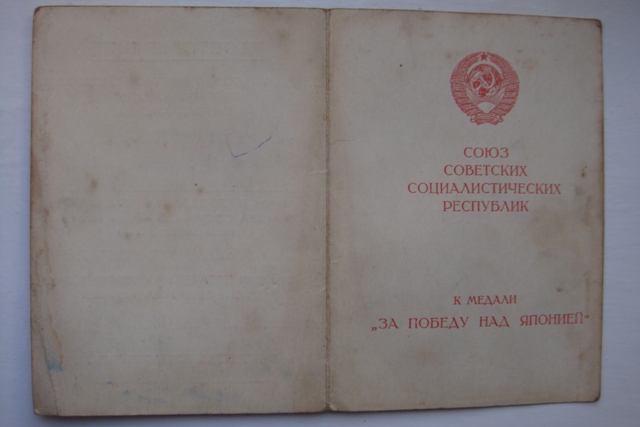 СОЮЗ
СОВЕТСКИХ
СОЦИАЛИСТИЧЕСКИХ
РЕСПУБЛИК
К МЕДАЛИ
„ЗА ПОБЕДУ НАД ЯПОНИЕЙ“